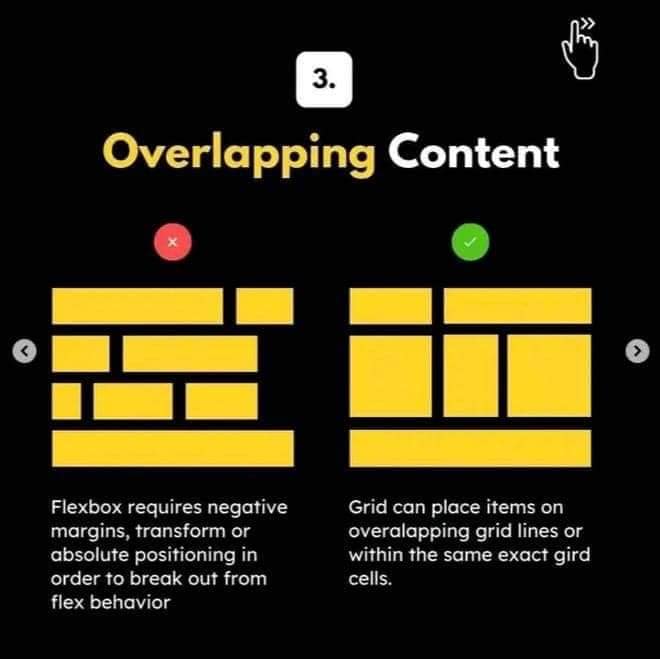 3.
Overlapping Content
Flexbox requires negative
margins, transform or
absolute positioning in
order to break out from
flex behavior
Grid can place items on
overalapping grid lines or
within the same exact gird
cells.